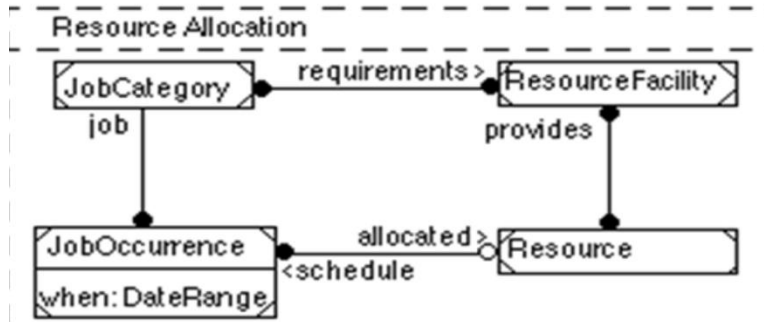 Resource Allocation
JobCategory
requirements>
ResourceFacility
job
provides
JobOccurrence
allocated>
Resource
<schedule
when:DateRange